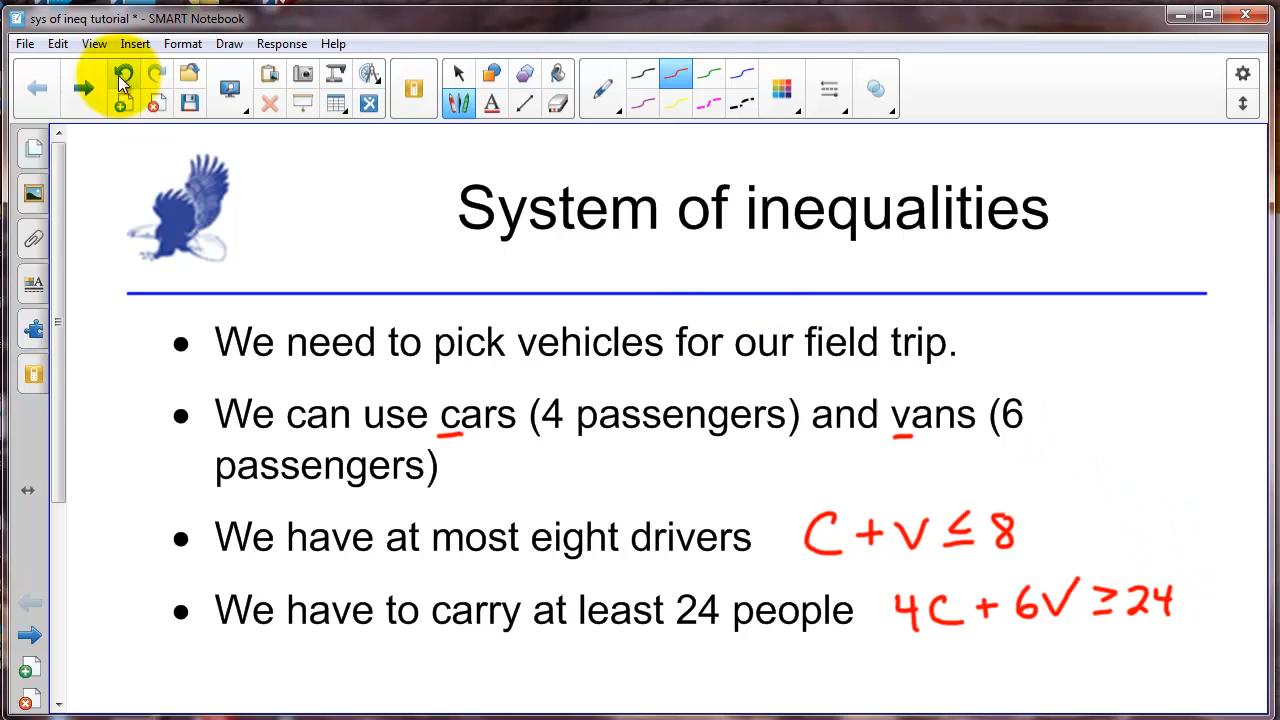 sys of ineq tutorial * - SMART Notebook
File Edit View Insert Format Draw Response Help
System of inequalities
• We need to pick vehicles for our field trip.
• We can use cars (4 passengers) and vans (6
passengers)
• We have at most eight drivers C + V ≤ 8
• We have to carry at least 24 people 4C + 6V ≥ 24